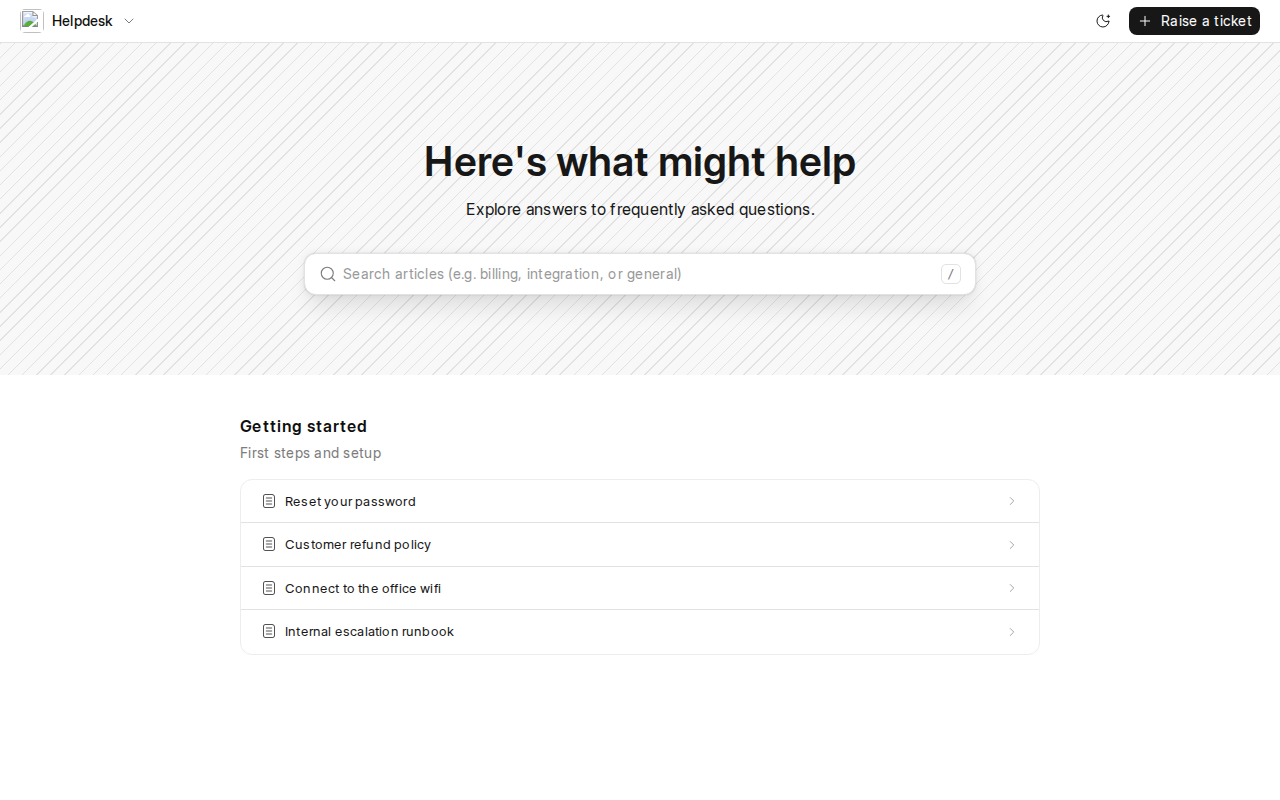 Helpdesk
Raise a ticket
Here's what might help
Explore answers to frequently asked questions.
Search articles (e.g. billing, integration, or general)
/
Getting started
First steps and setup
Reset your password
Customer refund policy
Connect to the office wifi
Internal escalation runbook